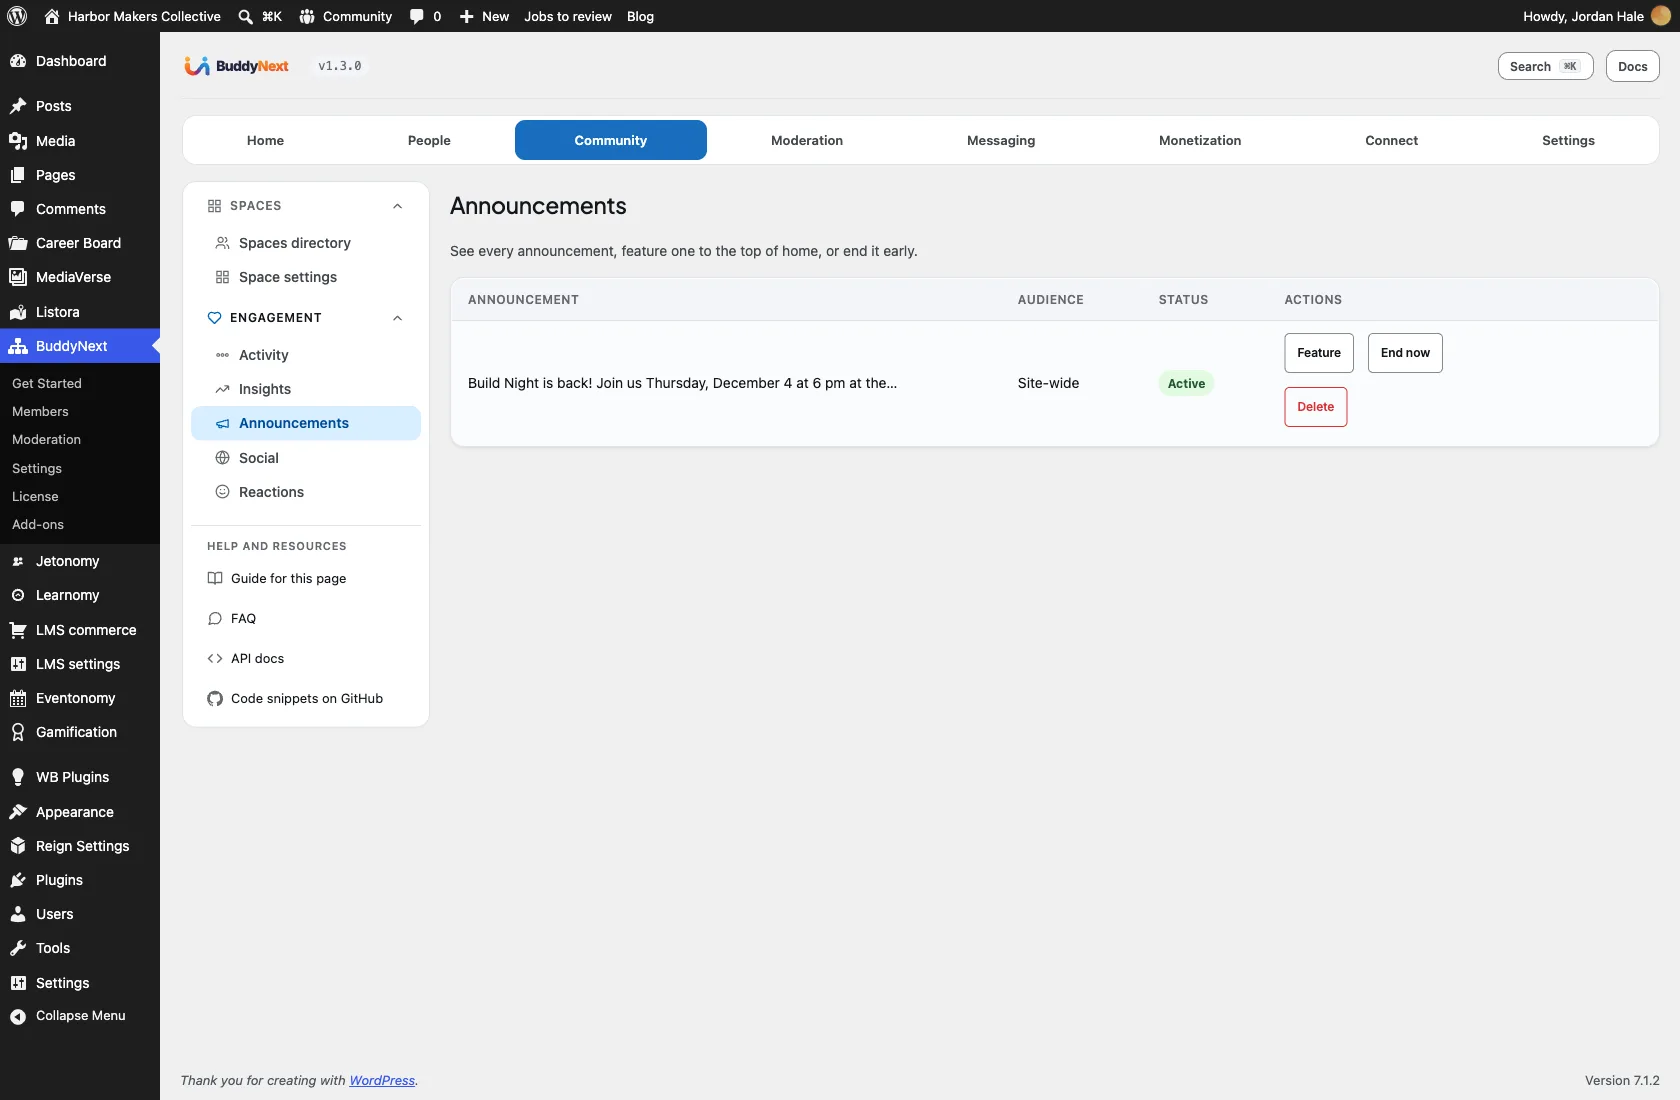 Harbor Makers Collective ⌘K Community 0 New Jobs to review Blog Howdy, Jordan Hale
Dashboard
Posts
Media
Pages
Comments
Career Board
MediaVerse
Listora
BuddyNext
Get Started
Members
Moderation
Settings
License
Add-ons
Jetonomy
Learnomy
LMS commerce
LMS settings
Eventonomy
Gamification
WB Plugins
Appearance
Reign Settings
Plugins
Users
Tools
Settings
Collapse Menu
BuddyNext v1.3.0 Search ⌘K Docs
Home People Community Moderation Messaging Monetization Connect Settings
SPACES
Spaces directory
Space settings
ENGAGEMENT
Activity
Insights
Announcements
Social
Reactions
HELP AND RESOURCES
Guide for this page
FAQ
API docs
Code snippets on GitHub
Announcements
See every announcement, feature one to the top of home, or end it early.
ANNOUNCEMENT AUDIENCE STATUS ACTIONS
Build Night is back! Join us Thursday, December 4 at 6 pm at the... Site-wide Active Feature End now
Delete
Thank you for creating with WordPress. Version 7.1.2